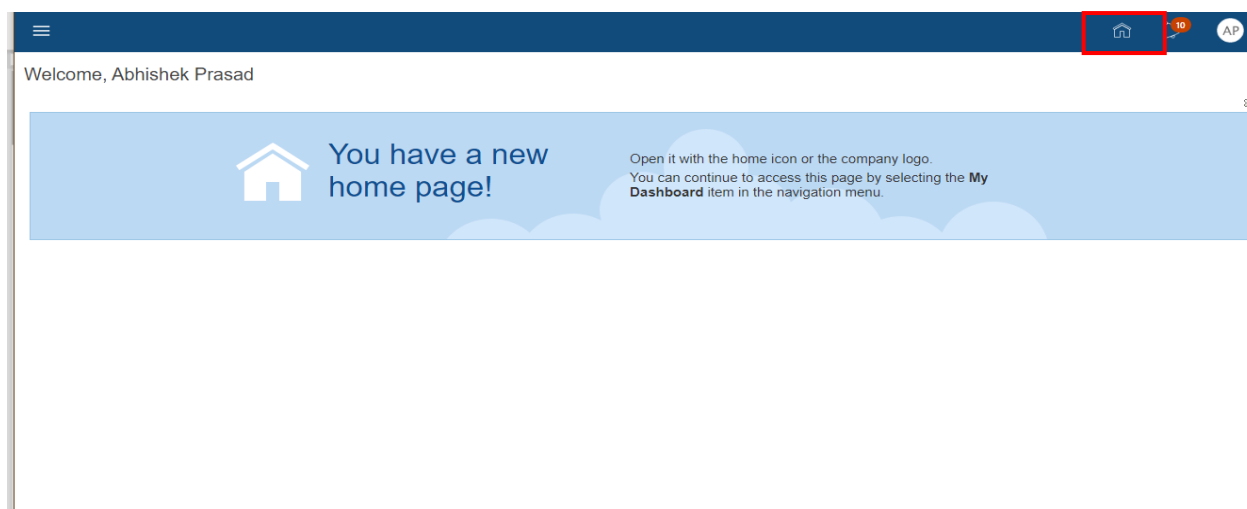 10
AP
Welcome, Abhishek Prasad
You have a new
home page!
Open it with the home icon or the company logo.
You can continue to access this page by selecting the My
Dashboard item in the navigation menu.